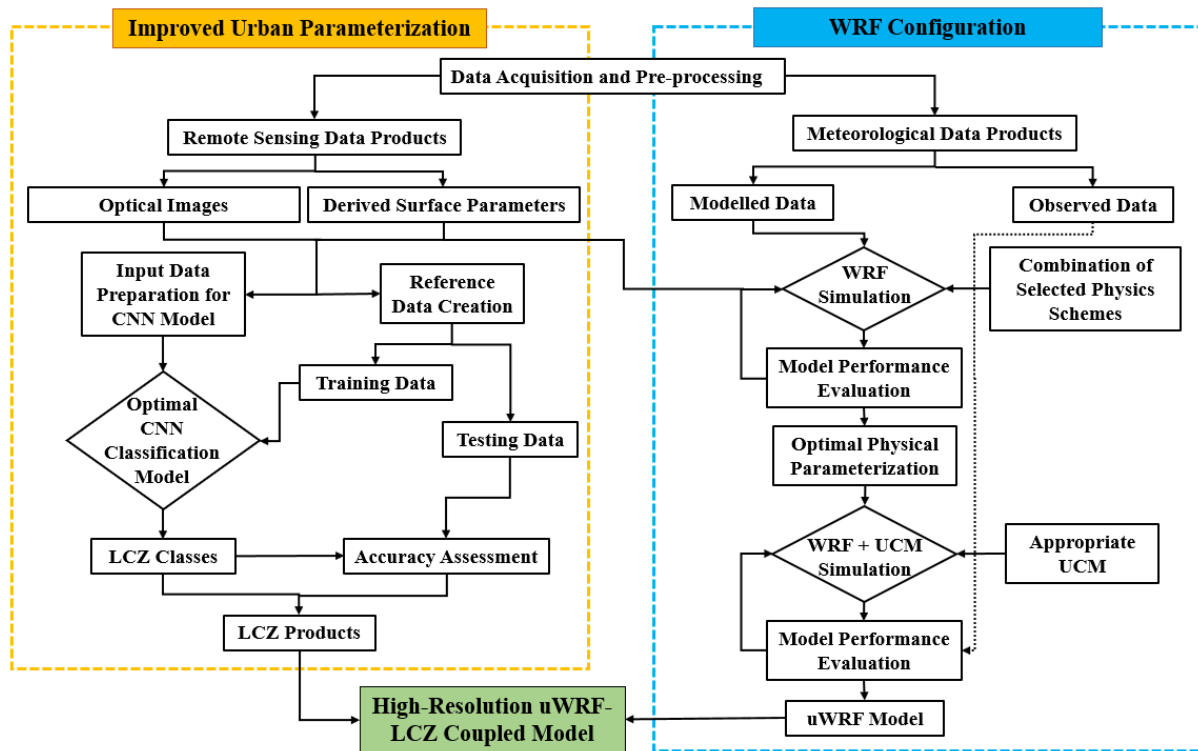 Improved Urban Parameterization
WRF Configuration
Data Acquisition and Pre-processing
Remote Sensing Data Products
Meteorological Data Products
Optical Images
Derived Surface Parameters
Modelled Data
Observed Data
Input Data
Preparation for
CNN Model
Reference
Data Creation
WRF
Simulation
Combination of
Selected Physics
Schemes
Training Data
Model Performance
Evaluation
Optimal
CNN
Classification
Model
Testing Data
Optimal Physical
Parameterization
LCZ Classes
Accuracy Assessment
WRF + UCM
Simulation
Appropriate
UCM
LCZ Products
Model Performance
Evaluation
High-Resolution uWRF-
LCZ Coupled Model
uWRF Model